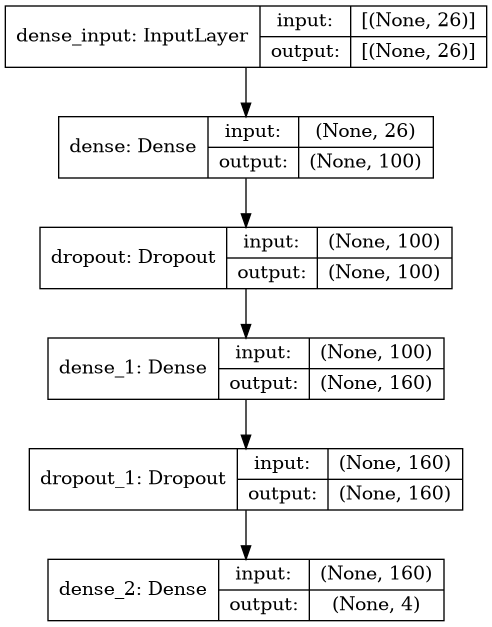 dense_input: InputLayer
input:
[(None, 26)]
output:
[(None, 26)]
dense: Dense
input:
(None, 26)
output:
(None, 100)
dropout: Dropout
input:
(None, 100)
output:
(None, 100)
dense_1: Dense
input:
(None, 100)
output:
(None, 160)
dropout_1: Dropout
input:
(None, 160)
output:
(None, 160)
dense_2: Dense
input:
(None, 160)
output:
(None, 4)